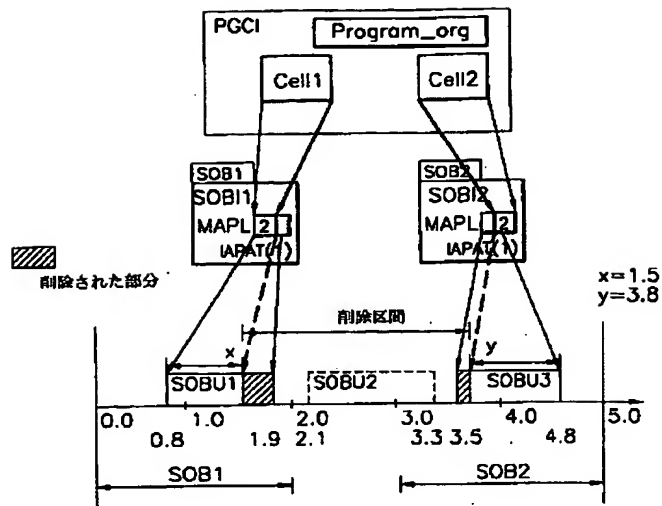 PGCI
Program_org
Cell1
Cell2
SOB1
SOBI1
MAPL 2
IAPAT(1)
SOB2
SOBI2
MAPL 2
IAPAT(1)
削除された部分
x=1.5
y=3.8
削除区間
x
y
SOBU1
SOBU2
SOBU3
0.0 1.0 2.0 3.0 4.0 5.0
0.8 1.9 2.1 3.3 3.5 4.8
SOB1
SOB2